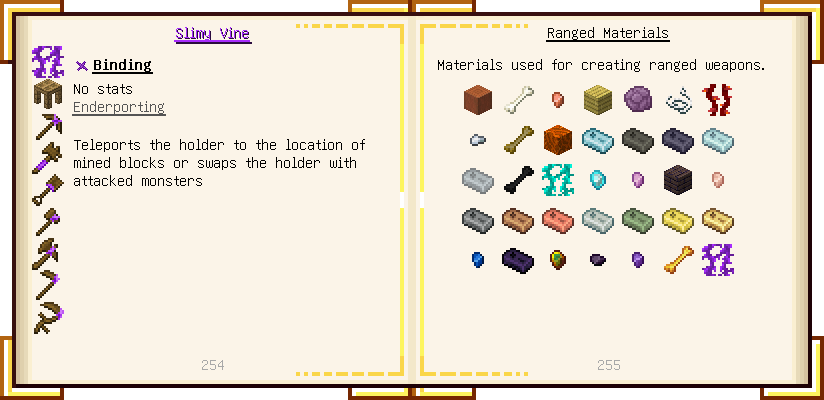 Slimy Vine
Binding
No stats
Enderporting
Teleports the holder to the location of
mined blocks or swaps the holder with
attacked monsters
254
Ranged Materials
Materials used for creating ranged weapons.
255